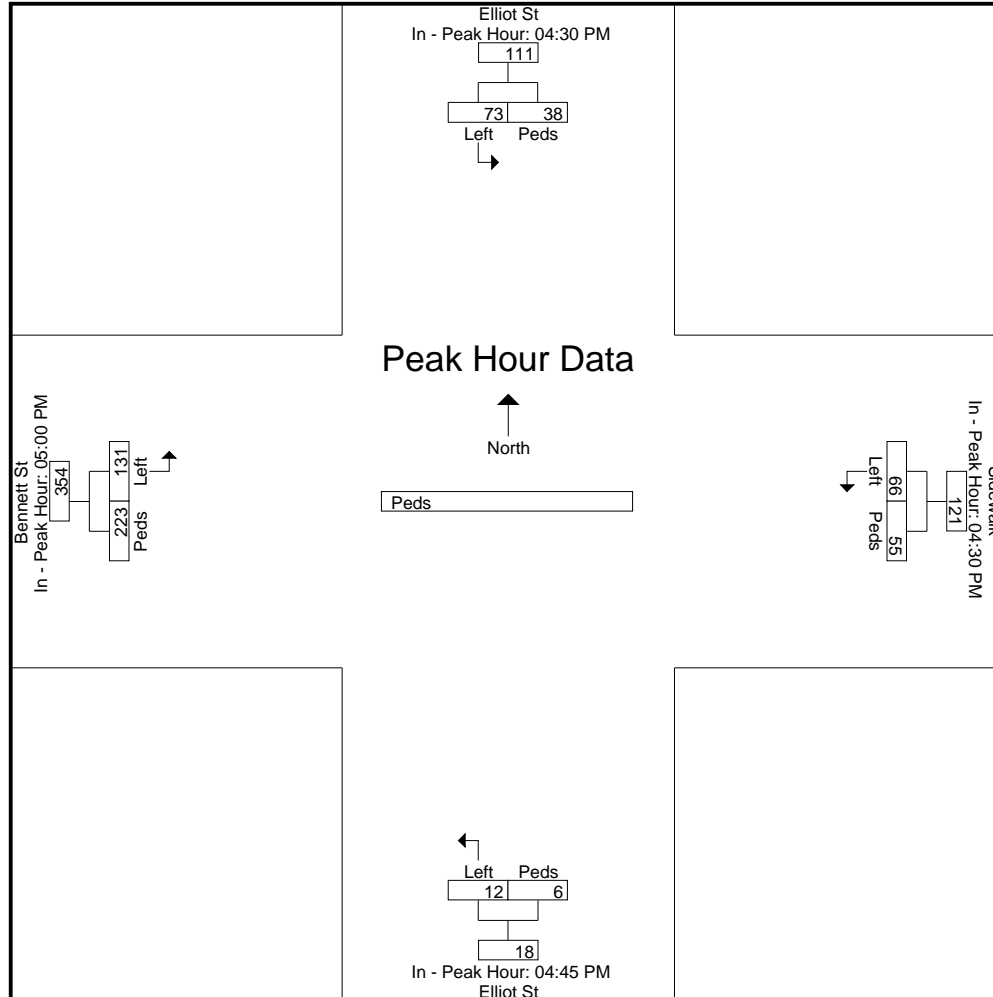 Elliot St
In - Peak Hour: 04:30 PM
111
73 38
Left Peds
Peak Hour Data
North
Peds
Bennett St
In - Peak Hour: 05:00 PM
354
131 223
Left Peds
In - Peak Hour: 04:30 PM
121
66 55
Left Peds
Left Peds
12 6
18
In - Peak Hour: 04:45 PM
Elliot St